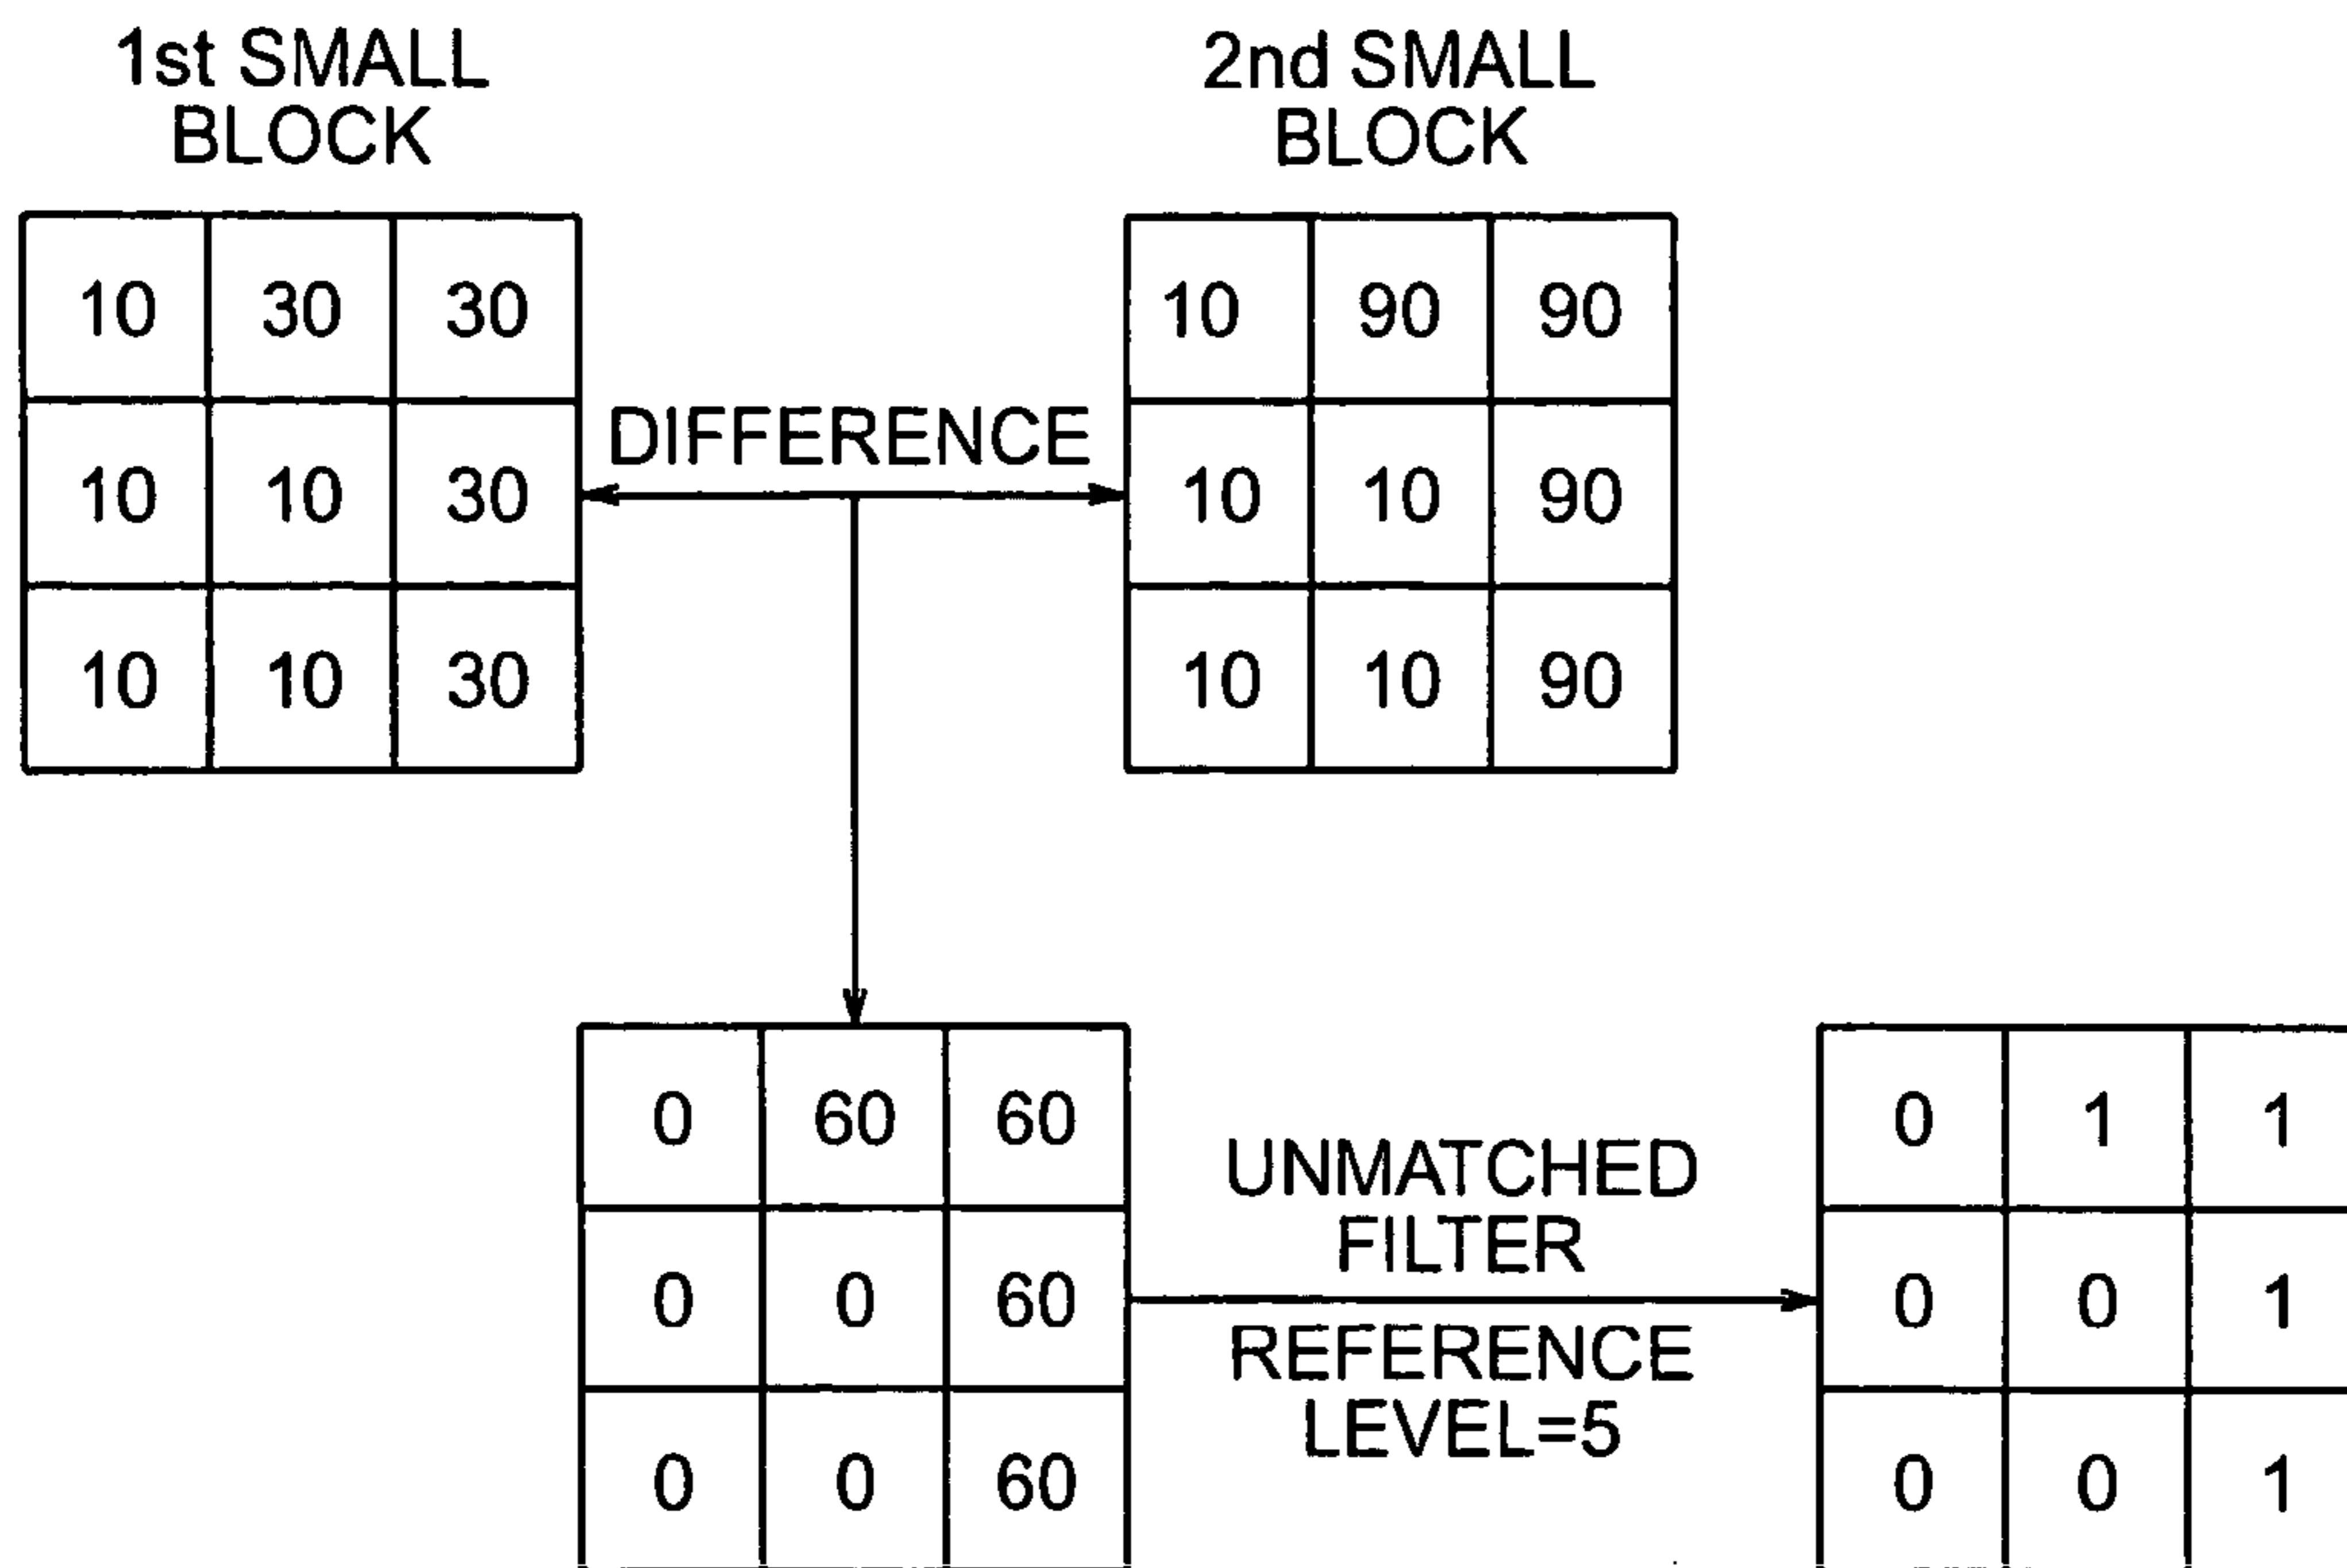 1st SMALL
BLOCK
10 30 30
10 10 30
10 10 30
DIFFERENCE
2nd SMALL
BLOCK
10 90 90
10 10 90
10 10 90
0 60 60
0 0 60
0 0 60
UNMATCHED
FILTER
REFERENCE
LEVEL=5
0 1 1
0 0 1
0 0 1